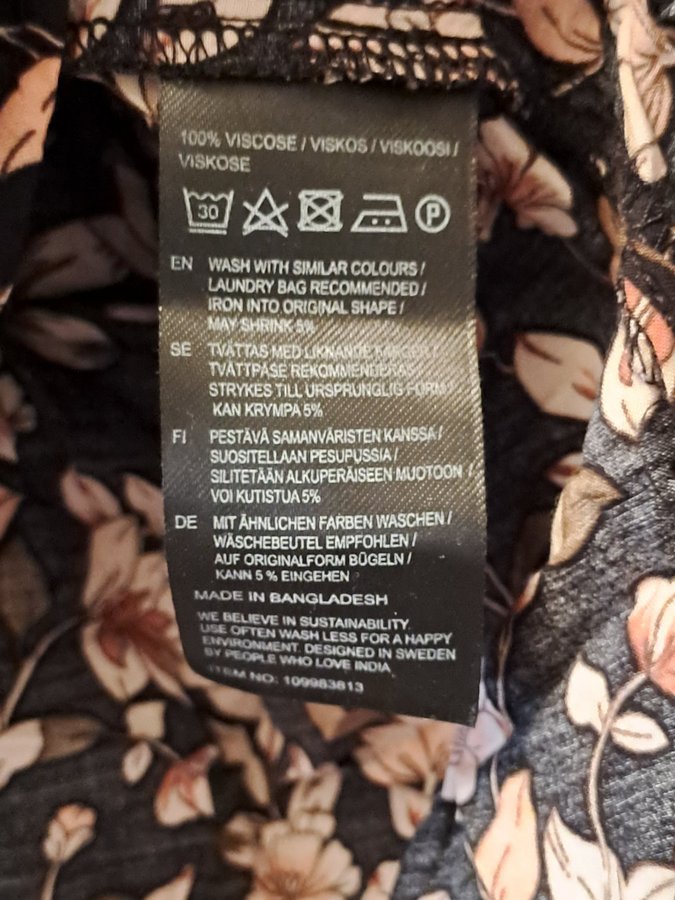 100% VISCOSE / VISKOS / VISKOOSI /
VISKOSE
30 P
EN WASH WITH SIMILAR COLOURS /
LAUNDRY BAG RECOMMENDED /
IRON INTO ORIGINAL SHAPE /
MAY SHRINK 5%
SE TVÄTTAS MED LIKNANDE
TVÄTTPÅSE REKOMMENDERAS /
STRYKES TILL URSPRUNGLIG FORM /
KAN KRYMPA 5%
FI PESTÄVÄ SAMANVÄRISTEN KANSSA /
SUOSITELLAAN PESUPUSSIA /
SILITETÄÄN ALKUPERÄISEEN MUOTOON /
VOI KUTISTUA 5%
DE MIT ÄHNLICHEN FARBEN WASCHEN /
WÄSCHEBEUTEL EMPFOHLEN /
AUF ORIGINALFORM BÜGELN /
KANN 5 % EINGEHEN
MADE IN BANGLADESH
WE BELIEVE IN SUSTAINABILITY.
USE OFTEN WASH LESS FOR A HAPPY
ENVIRONMENT. DESIGNED IN SWEDEN
BY PEOPLE WHO LOVE INDIA.
ITEM NO: 109983813